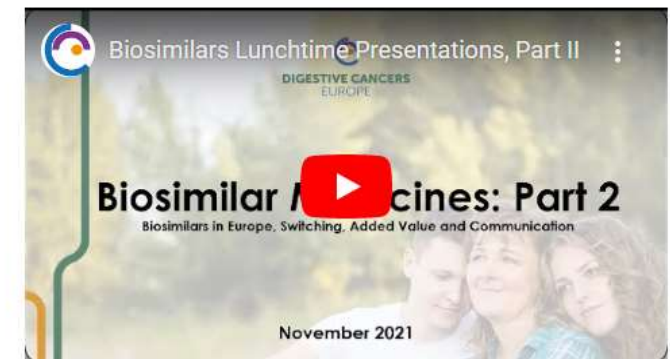 Biosimilars Lunchtime Presentations, Part II
DIGESTIVE CANCERS
EUROPE
Biosimilar M cines: Part 2
Biosimilars in Europe, Switching, Added Value and Communication
November 2021